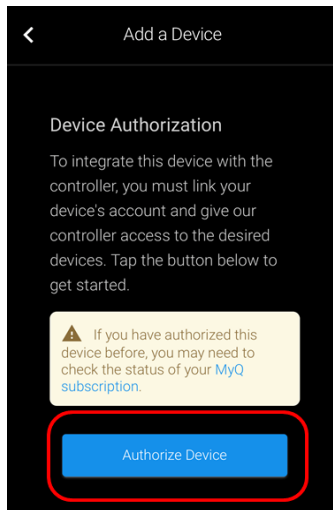 Add a Device
Device Authorization
To integrate this device with the
controller, you must link your
device's account and give our
controller access to the desired
devices. Tap the button below to
get started.
If you have authorized this
device before, you may need to
check the status of your MyQ
subscription.
Authorize Device